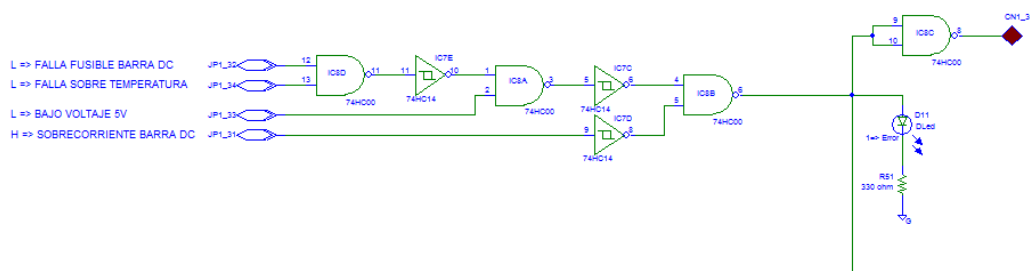 CN1_3
9
8
IC8C
10
74HC00
IC7E
L => FALLA FUSIBLE BARRA DC JP1_32 12
IC8D 11 11 10 1
L => FALLA SOBRE TEMPERATURA JP1_34 13
IC8A 3 5 IC7C 6 4
74HC00 74HC14 2
IC8B 6
L => BAJO VOLTAJE 5V JP1_33
74HC00 74HC14 5
IC7D 74HC00
H => SOBRECORRIENTE BARRA DC JP1_31 9 8
74HC14
D11
DLed
1=> Error
R51
330 ohm
G